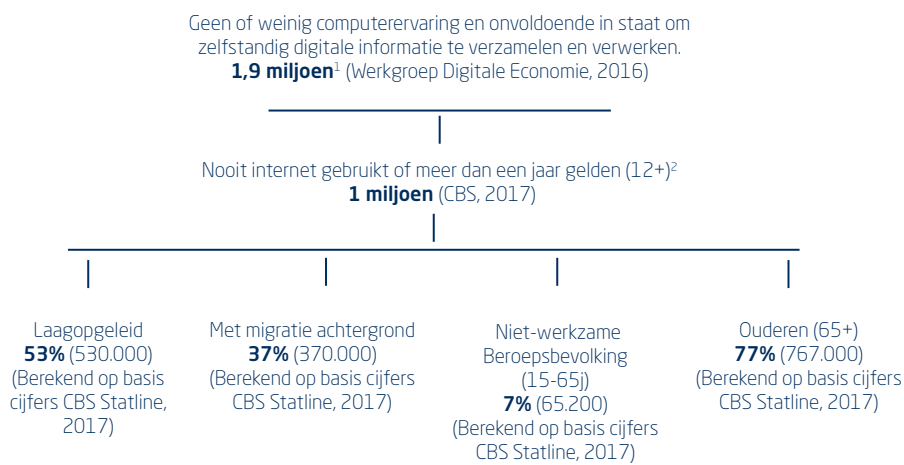 Geen of weinig computerervaring en onvoldoende in staat om
zelfstandig digitale informatie te verzamelen en verwerken.
1,9 miljoen¹ (Werkgroep Digitale Economie, 2016)
Nooit internet gebruikt of meer dan een jaar gelden (12+)²
1 miljoen (CBS, 2017)
Laagopgeleid
53% (530.000)
(Berekend op basis
cijfers CBS Statline,
2017)
Met migratie achtergrond
37% (370.000)
(Berekend op basis cijfers
CBS Statline, 2017)
Niet-werkzame
Beroepsbevolking
(15-65j)
7% (65.200)
(Berekend op basis cijfers
CBS Statline, 2017)
Ouderen (65+)
77% (767.000)
(Berekend op basis cijfers
CBS Statline, 2017)